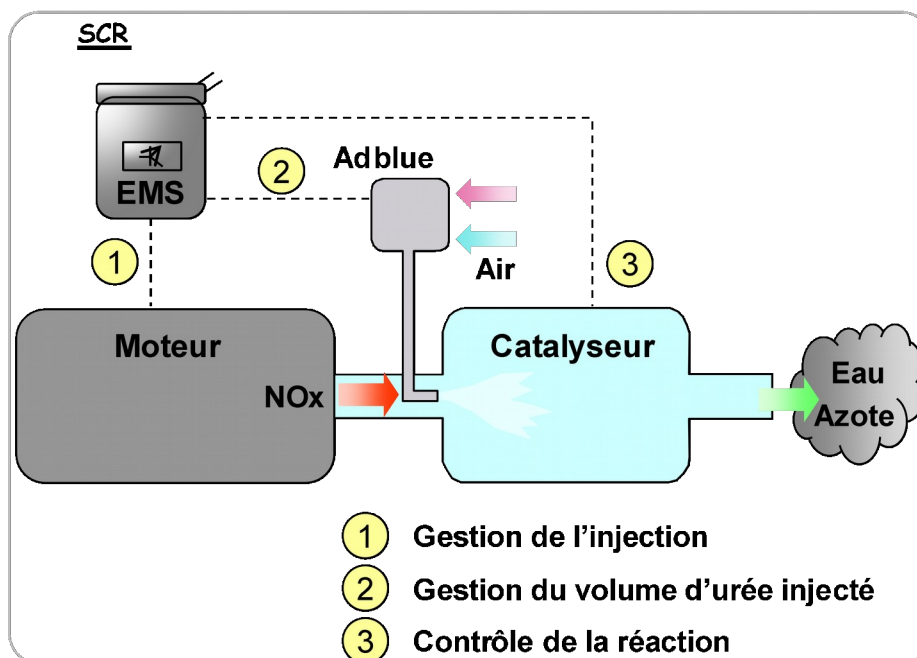 SCR
EMS
2
Adblue
1
Air
3
Moteur
NOx
Catalyseur
Eau
Azote
1 Gestion de l'injection
2 Gestion du volume d'urée injecté
3 Contrôle de la réaction